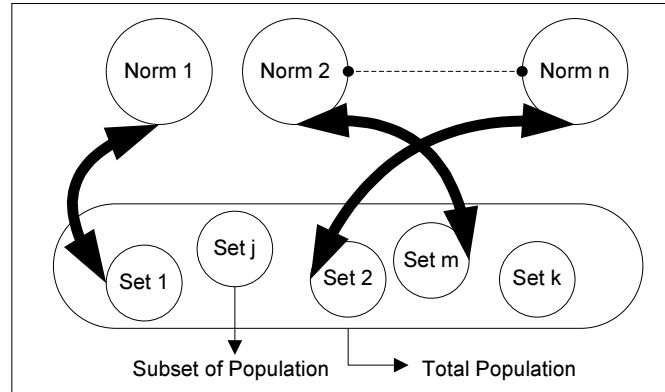 Norm 1
Norm 2
Norm n
Set j
Set m
Set 1
Set 2
Set k
Subset of Population
Total Population